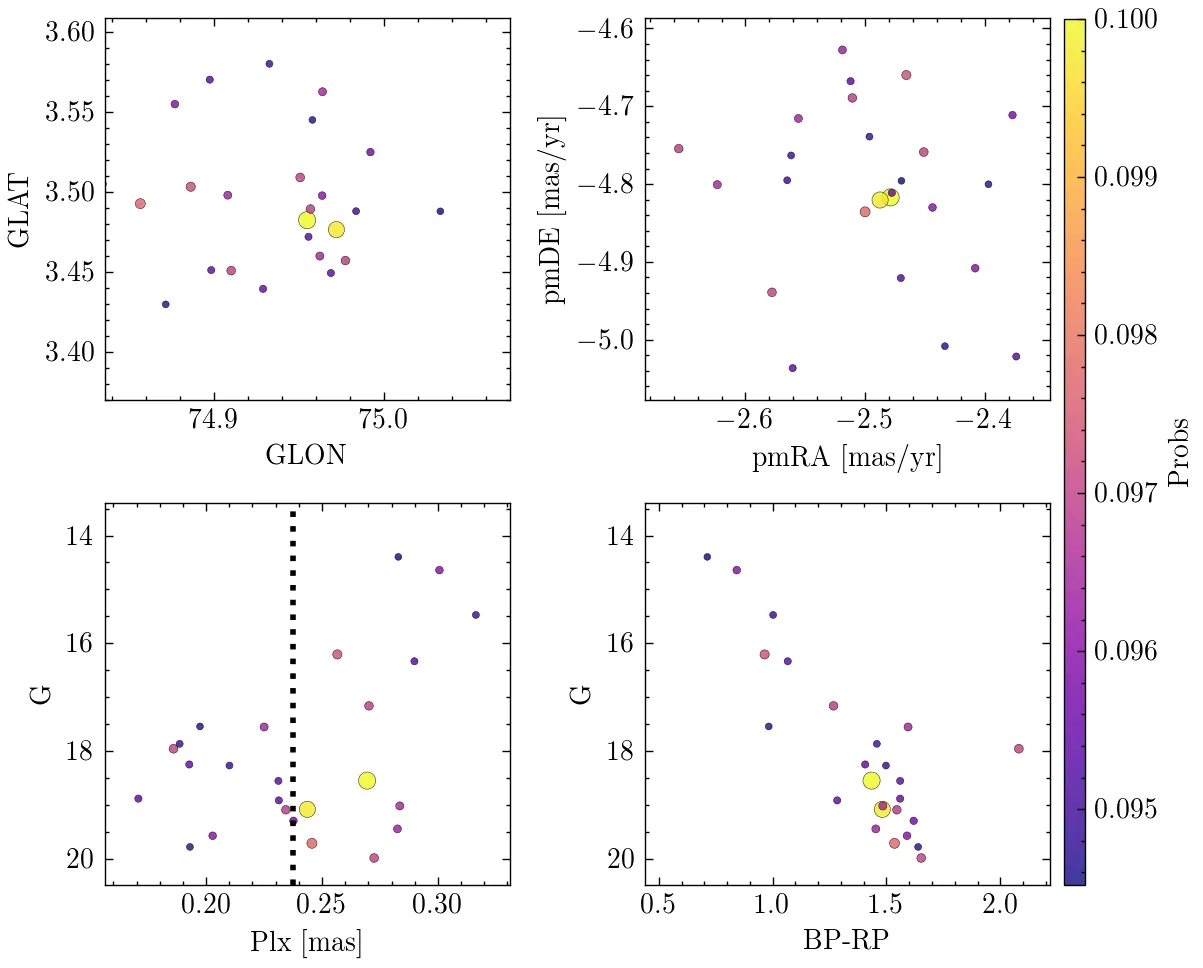 3.60
3.55
3.50
3.45
3.40
GLAT
74.9 75.0
GLON
−4.6
−4.7
−4.8
−4.9
−5.0
pmDE [mas/yr]
−2.6 −2.5 −2.4
pmRA [mas/yr]
14
16
18
20
G
0.20 0.25 0.30
Plx [mas]
14
16
18
20
G
0.5 1.0 1.5 2.0
BP-RP
0.100
0.099
0.098
0.097
0.096
0.095
Probs